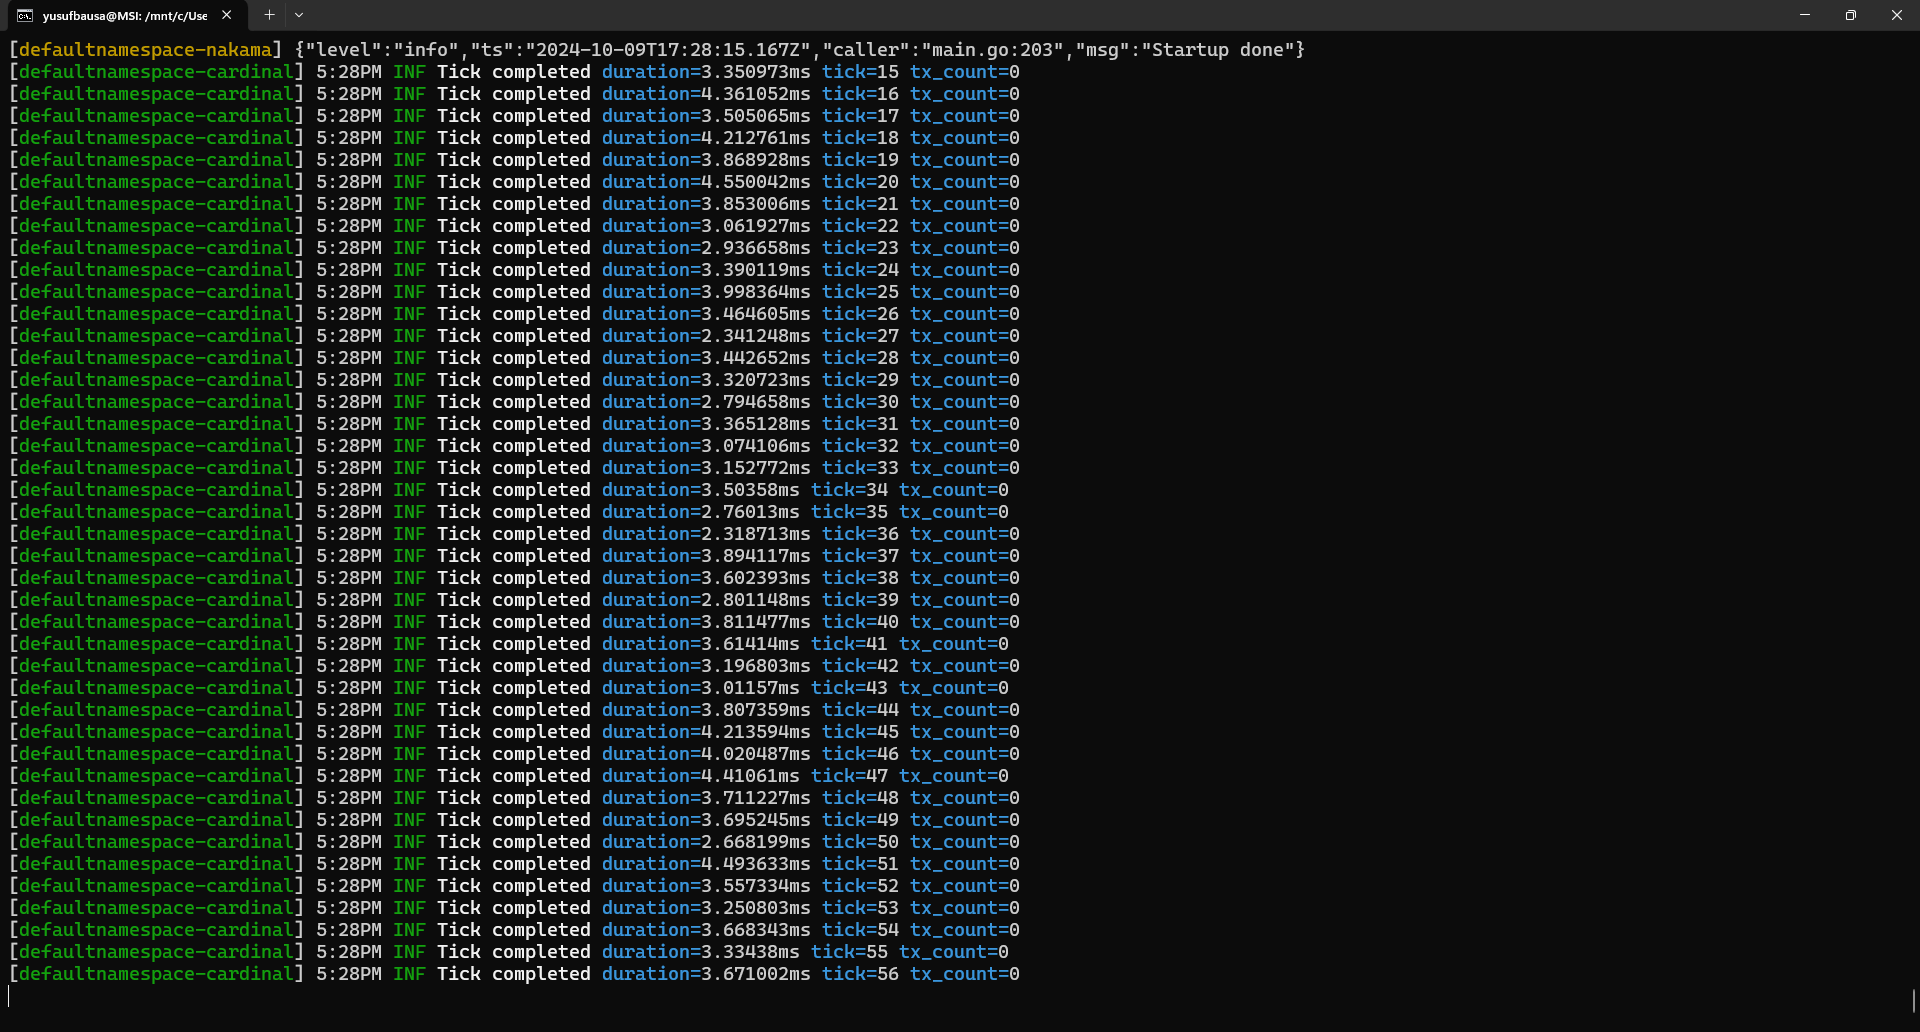 yusufbausa@MSI: /mnt/c/Use
[defaultnamespace-nakama] {"level":"info","ts":"2024-10-09T17:28:15.167Z","caller":"main.go:203","msg":"Startup done"}
[defaultnamespace-cardinal] 5:28PM INF Tick completed duration=3.350973ms tick=15 tx_count=0
[defaultnamespace-cardinal] 5:28PM INF Tick completed duration=4.361052ms tick=16 tx_count=0
[defaultnamespace-cardinal] 5:28PM INF Tick completed duration=3.505065ms tick=17 tx_count=0
[defaultnamespace-cardinal] 5:28PM INF Tick completed duration=4.212761ms tick=18 tx_count=0
[defaultnamespace-cardinal] 5:28PM INF Tick completed duration=3.868928ms tick=19 tx_count=0
[defaultnamespace-cardinal] 5:28PM INF Tick completed duration=4.550042ms tick=20 tx_count=0
[defaultnamespace-cardinal] 5:28PM INF Tick completed duration=3.853006ms tick=21 tx_count=0
[defaultnamespace-cardinal] 5:28PM INF Tick completed duration=3.061927ms tick=22 tx_count=0
[defaultnamespace-cardinal] 5:28PM INF Tick completed duration=2.936658ms tick=23 tx_count=0
[defaultnamespace-cardinal] 5:28PM INF Tick completed duration=3.390119ms tick=24 tx_count=0
[defaultnamespace-cardinal] 5:28PM INF Tick completed duration=3.998364ms tick=25 tx_count=0
[defaultnamespace-cardinal] 5:28PM INF Tick completed duration=3.464605ms tick=26 tx_count=0
[defaultnamespace-cardinal] 5:28PM INF Tick completed duration=2.341248ms tick=27 tx_count=0
[defaultnamespace-cardinal] 5:28PM INF Tick completed duration=3.442652ms tick=28 tx_count=0
[defaultnamespace-cardinal] 5:28PM INF Tick completed duration=3.320723ms tick=29 tx_count=0
[defaultnamespace-cardinal] 5:28PM INF Tick completed duration=2.794658ms tick=30 tx_count=0
[defaultnamespace-cardinal] 5:28PM INF Tick completed duration=3.365128ms tick=31 tx_count=0
[defaultnamespace-cardinal] 5:28PM INF Tick completed duration=3.074106ms tick=32 tx_count=0
[defaultnamespace-cardinal] 5:28PM INF Tick completed duration=3.152772ms tick=33 tx_count=0
[defaultnamespace-cardinal] 5:28PM INF Tick completed duration=3.50358ms tick=34 tx_count=0
[defaultnamespace-cardinal] 5:28PM INF Tick completed duration=2.76013ms tick=35 tx_count=0
[defaultnamespace-cardinal] 5:28PM INF Tick completed duration=2.318713ms tick=36 tx_count=0
[defaultnamespace-cardinal] 5:28PM INF Tick completed duration=3.894117ms tick=37 tx_count=0
[defaultnamespace-cardinal] 5:28PM INF Tick completed duration=3.602393ms tick=38 tx_count=0
[defaultnamespace-cardinal] 5:28PM INF Tick completed duration=2.801148ms tick=39 tx_count=0
[defaultnamespace-cardinal] 5:28PM INF Tick completed duration=3.811477ms tick=40 tx_count=0
[defaultnamespace-cardinal] 5:28PM INF Tick completed duration=3.61414ms tick=41 tx_count=0
[defaultnamespace-cardinal] 5:28PM INF Tick completed duration=3.196803ms tick=42 tx_count=0
[defaultnamespace-cardinal] 5:28PM INF Tick completed duration=3.01157ms tick=43 tx_count=0
[defaultnamespace-cardinal] 5:28PM INF Tick completed duration=3.807359ms tick=44 tx_count=0
[defaultnamespace-cardinal] 5:28PM INF Tick completed duration=4.213594ms tick=45 tx_count=0
[defaultnamespace-cardinal] 5:28PM INF Tick completed duration=4.020487ms tick=46 tx_count=0
[defaultnamespace-cardinal] 5:28PM INF Tick completed duration=4.41061ms tick=47 tx_count=0
[defaultnamespace-cardinal] 5:28PM INF Tick completed duration=3.711227ms tick=48 tx_count=0
[defaultnamespace-cardinal] 5:28PM INF Tick completed duration=3.695245ms tick=49 tx_count=0
[defaultnamespace-cardinal] 5:28PM INF Tick completed duration=2.668199ms tick=50 tx_count=0
[defaultnamespace-cardinal] 5:28PM INF Tick completed duration=4.493633ms tick=51 tx_count=0
[defaultnamespace-cardinal] 5:28PM INF Tick completed duration=3.557334ms tick=52 tx_count=0
[defaultnamespace-cardinal] 5:28PM INF Tick completed duration=3.250803ms tick=53 tx_count=0
[defaultnamespace-cardinal] 5:28PM INF Tick completed duration=3.668343ms tick=54 tx_count=0
[defaultnamespace-cardinal] 5:28PM INF Tick completed duration=3.33438ms tick=55 tx_count=0
[defaultnamespace-cardinal] 5:28PM INF Tick completed duration=3.671002ms tick=56 tx_count=0